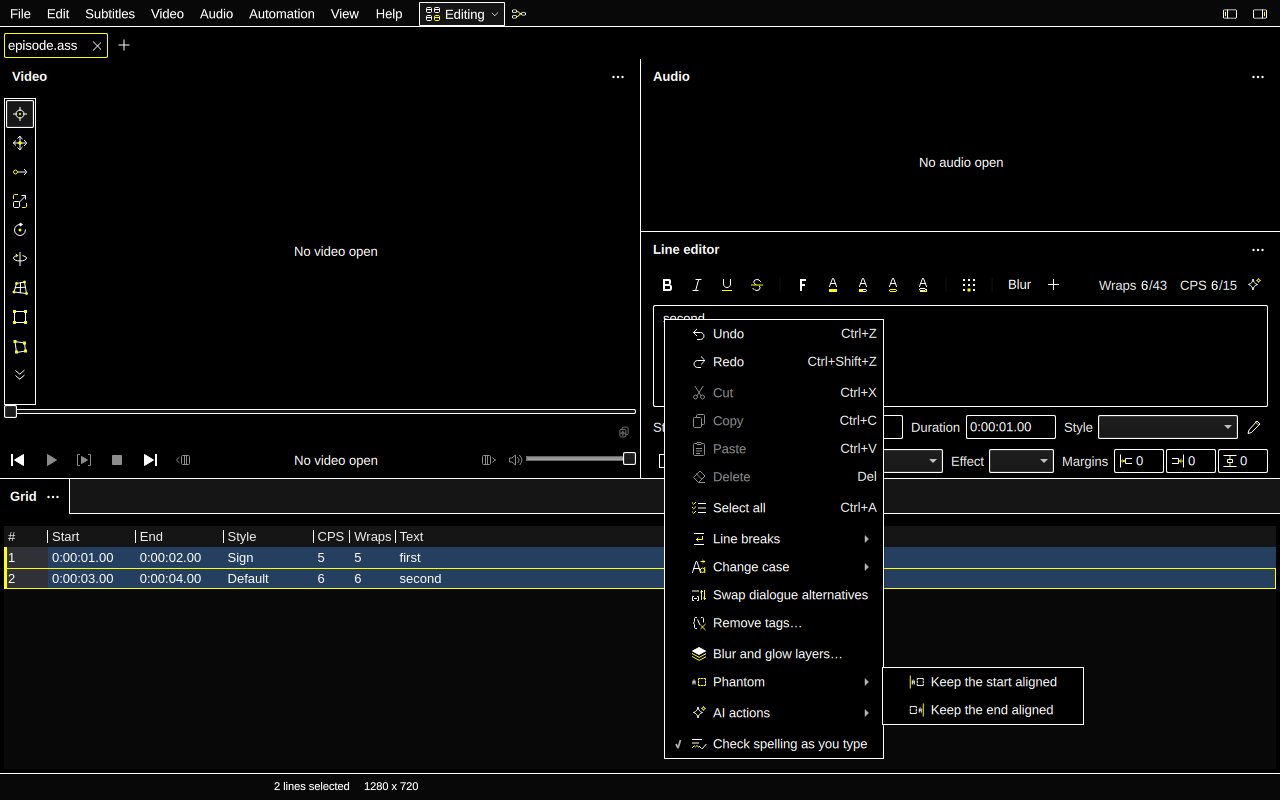 File Edit Subtitles Video Audio Automation View Help Editing
episode.ass
Video
Audio
No audio open
No video open
Line editor
B I U S F A A A A Blur Wraps 6/43 CPS 6/15
second
Undo Ctrl+Z
Redo Ctrl+Shift+Z
Cut Ctrl+X
Copy Ctrl+C
Paste Ctrl+V
Delete Del
Select all Ctrl+A
Line breaks
Change case
Swap dialogue alternatives
Remove tags…
Blur and glow layers…
Phantom
AI actions
Check spelling as you type
Keep the start aligned
Keep the end aligned
Duration 0:00:01.00 Style
Effect Margins 0 0 0
No video open
Grid
# Start End Style CPS Wraps Text
1 0:00:01.00 0:00:02.00 Sign 5 5 first
2 0:00:03.00 0:00:04.00 Default 6 6 second
2 lines selected 1280 x 720